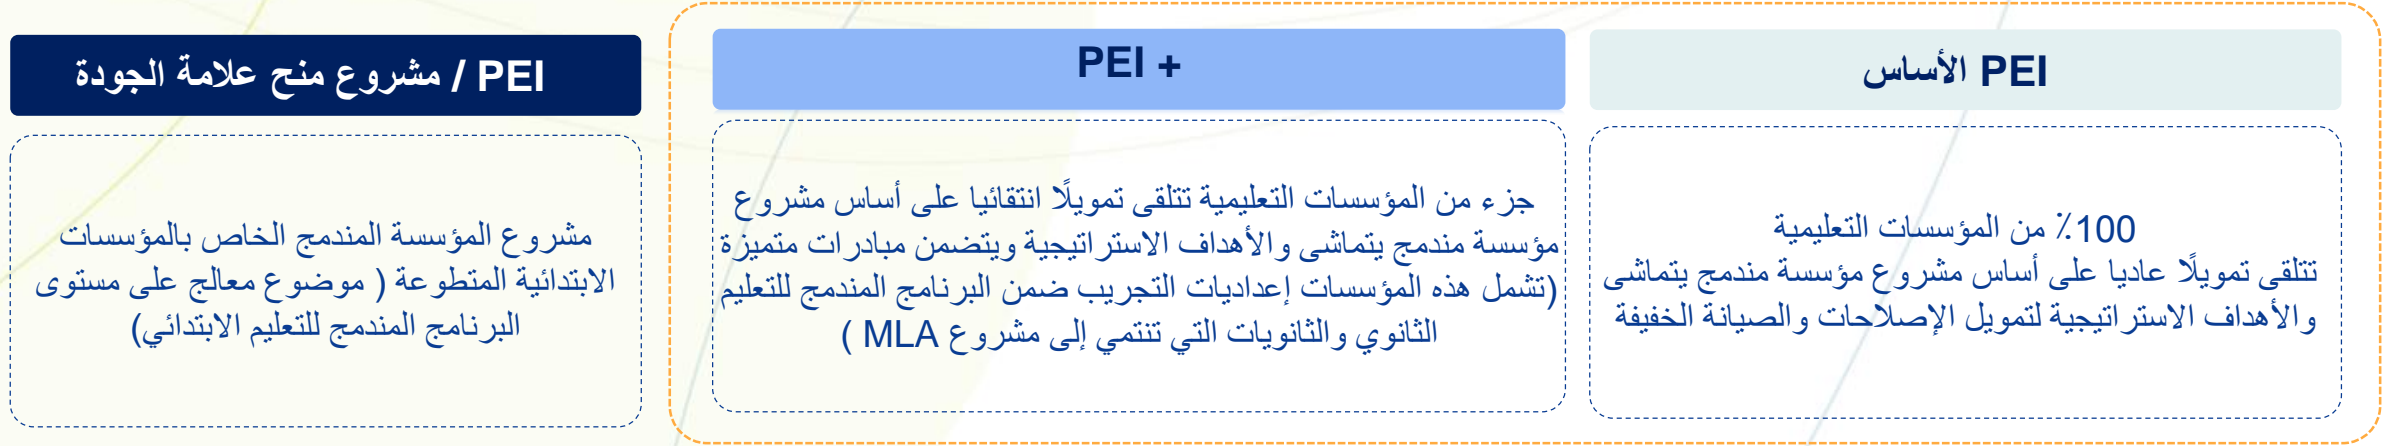 PEI الأساس
100٪ من المؤسسات التعليمية
تتلقى تمويلًا عاديا على أساس مشروع مؤسسة مندمج يتماشى
والأهداف الاستراتيجية لتمويل الإصلاحات والصيانة الخفيفة
PEI +
جزء من المؤسسات التعليمية تتلقى تمويلًا انتقائيا على أساس مشروع
مؤسسة مندمج يتماشى والأهداف الاستراتيجية ويتضمن مبادرات متميزة
(تشمل هذه المؤسسات إعداديات التجريب ضمن البرنامج المندمج للتعليم
الثانوي والثانويات التي تنتمي إلى مشروع MLA )
PEI / مشروع منح علامة الجودة
مشروع المؤسسة المندمج الخاص بالمؤسسات
الابتدائية المتطوعة ( موضوع معالج على مستوى
البرنامج المندمج للتعليم الابتدائي)